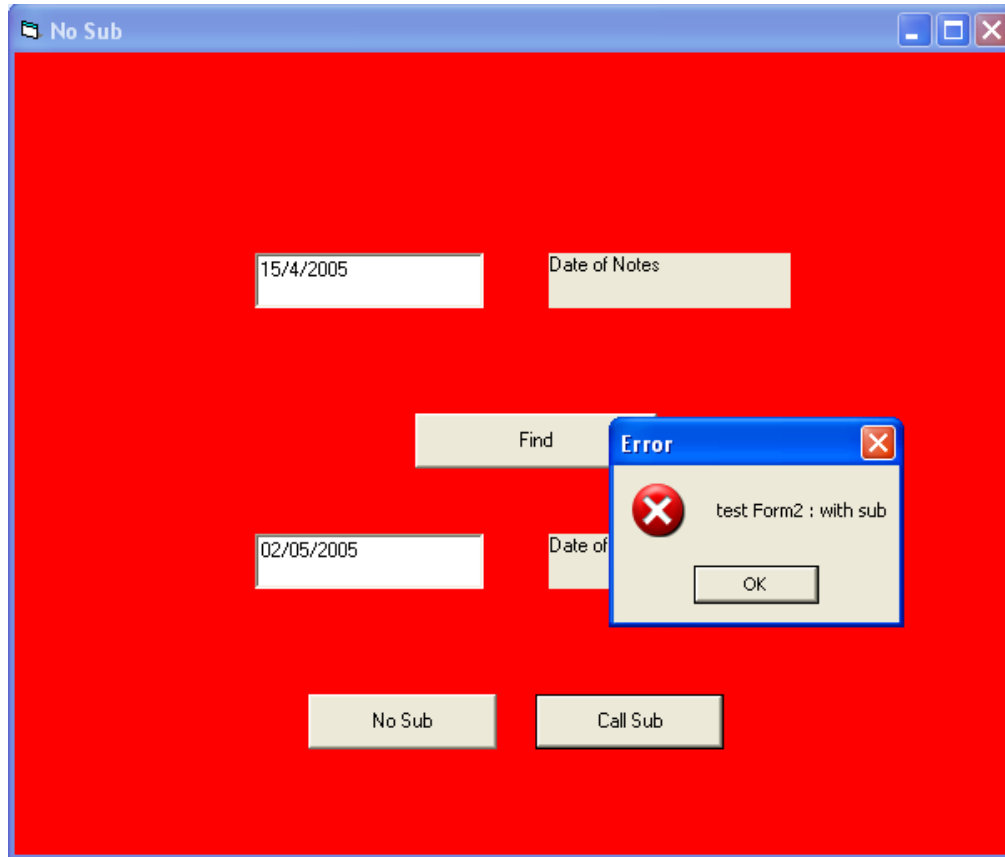 No Sub
15/4/2005
Date of Notes
Find
Error
test Form2 : with sub
OK
02/05/2005
Date of
No Sub
Call Sub